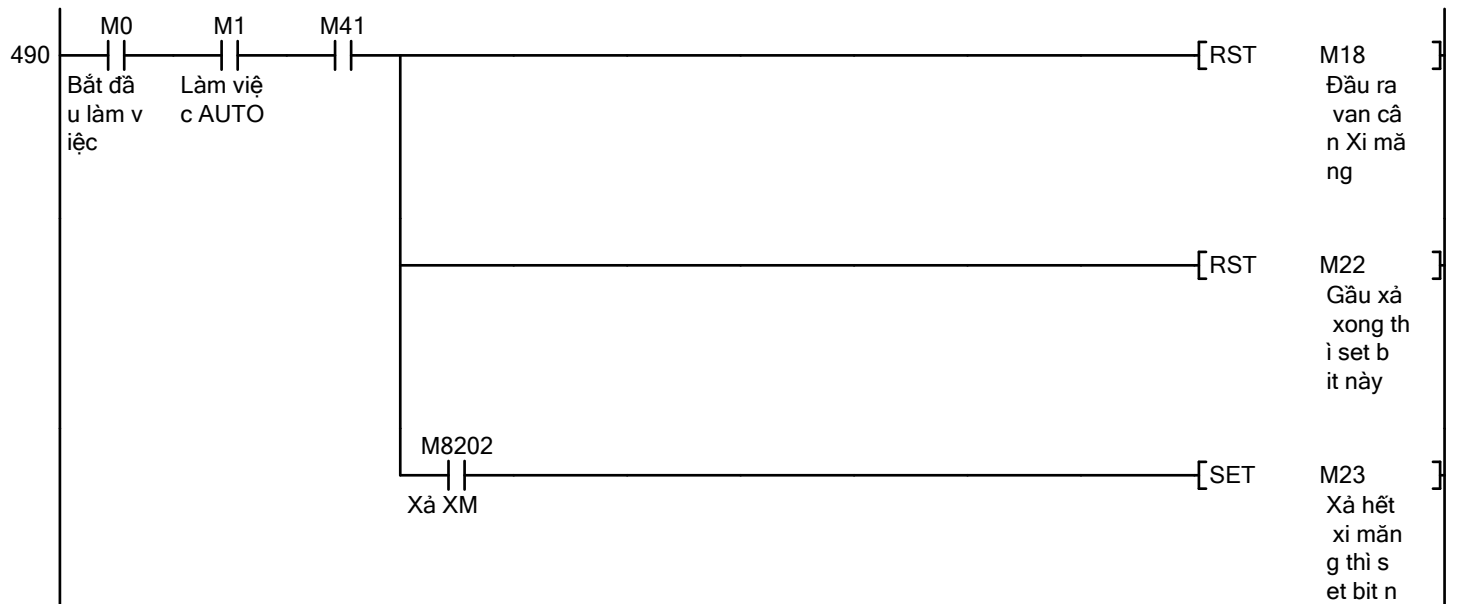 M0 M1 M41
490 [RST M18 ]
Bắt đầ Làm việ Đầu ra
u làm v c AUTO van câ
iệc n Xi mă
ng
[RST M22 ]
Gầu xả
xong th
ì set b
it này
M8202
[SET M23 ]
Xả XM Xả hết
xi măn
g thì s
et bit n